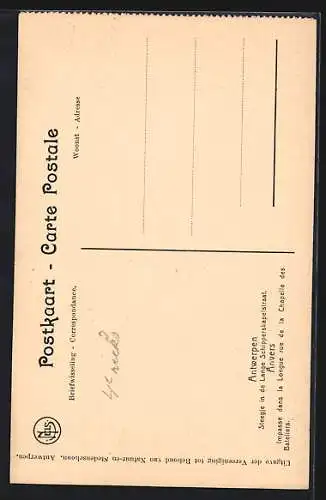 Postkaart - Carte Postale
Briefwisseling - Correspondance.
Woonst - Adresse
Antwerpen
Steegje in de Lange Schipperskapelstraat.
Anvers
Impasse dans la Longue rue de la Chapelle des
Bateliers.
NELS
Uitgave der Vereeniging tot Behoud van Natuur-en Stedenschoon, Antwerpen.